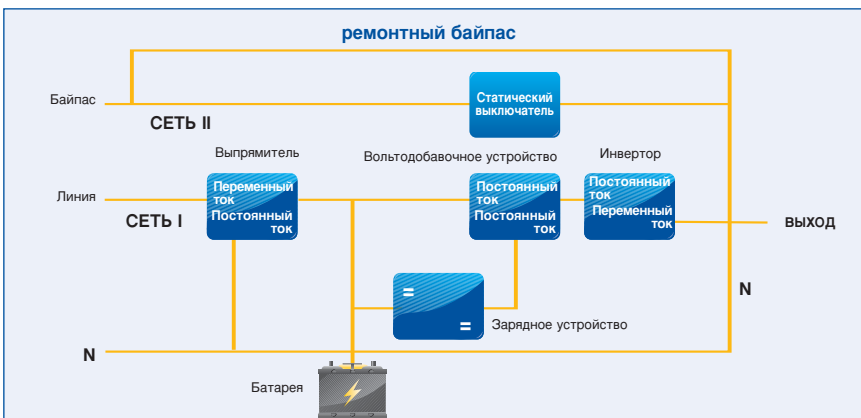 ремонтный байпас
Байпас
Статический
выключатель
СЕТЬ II
Выпрямитель
Вольтодобавочное устройство
Инвертор
Линия
Переменный
ток
Постоянный
ток
Постоянный
ток
Постоянный
ток
Постоянный
ток
Переменный
ток
СЕТЬ I
ВЫХОД
=
=
N
Зарядное устройство
N
Батарея